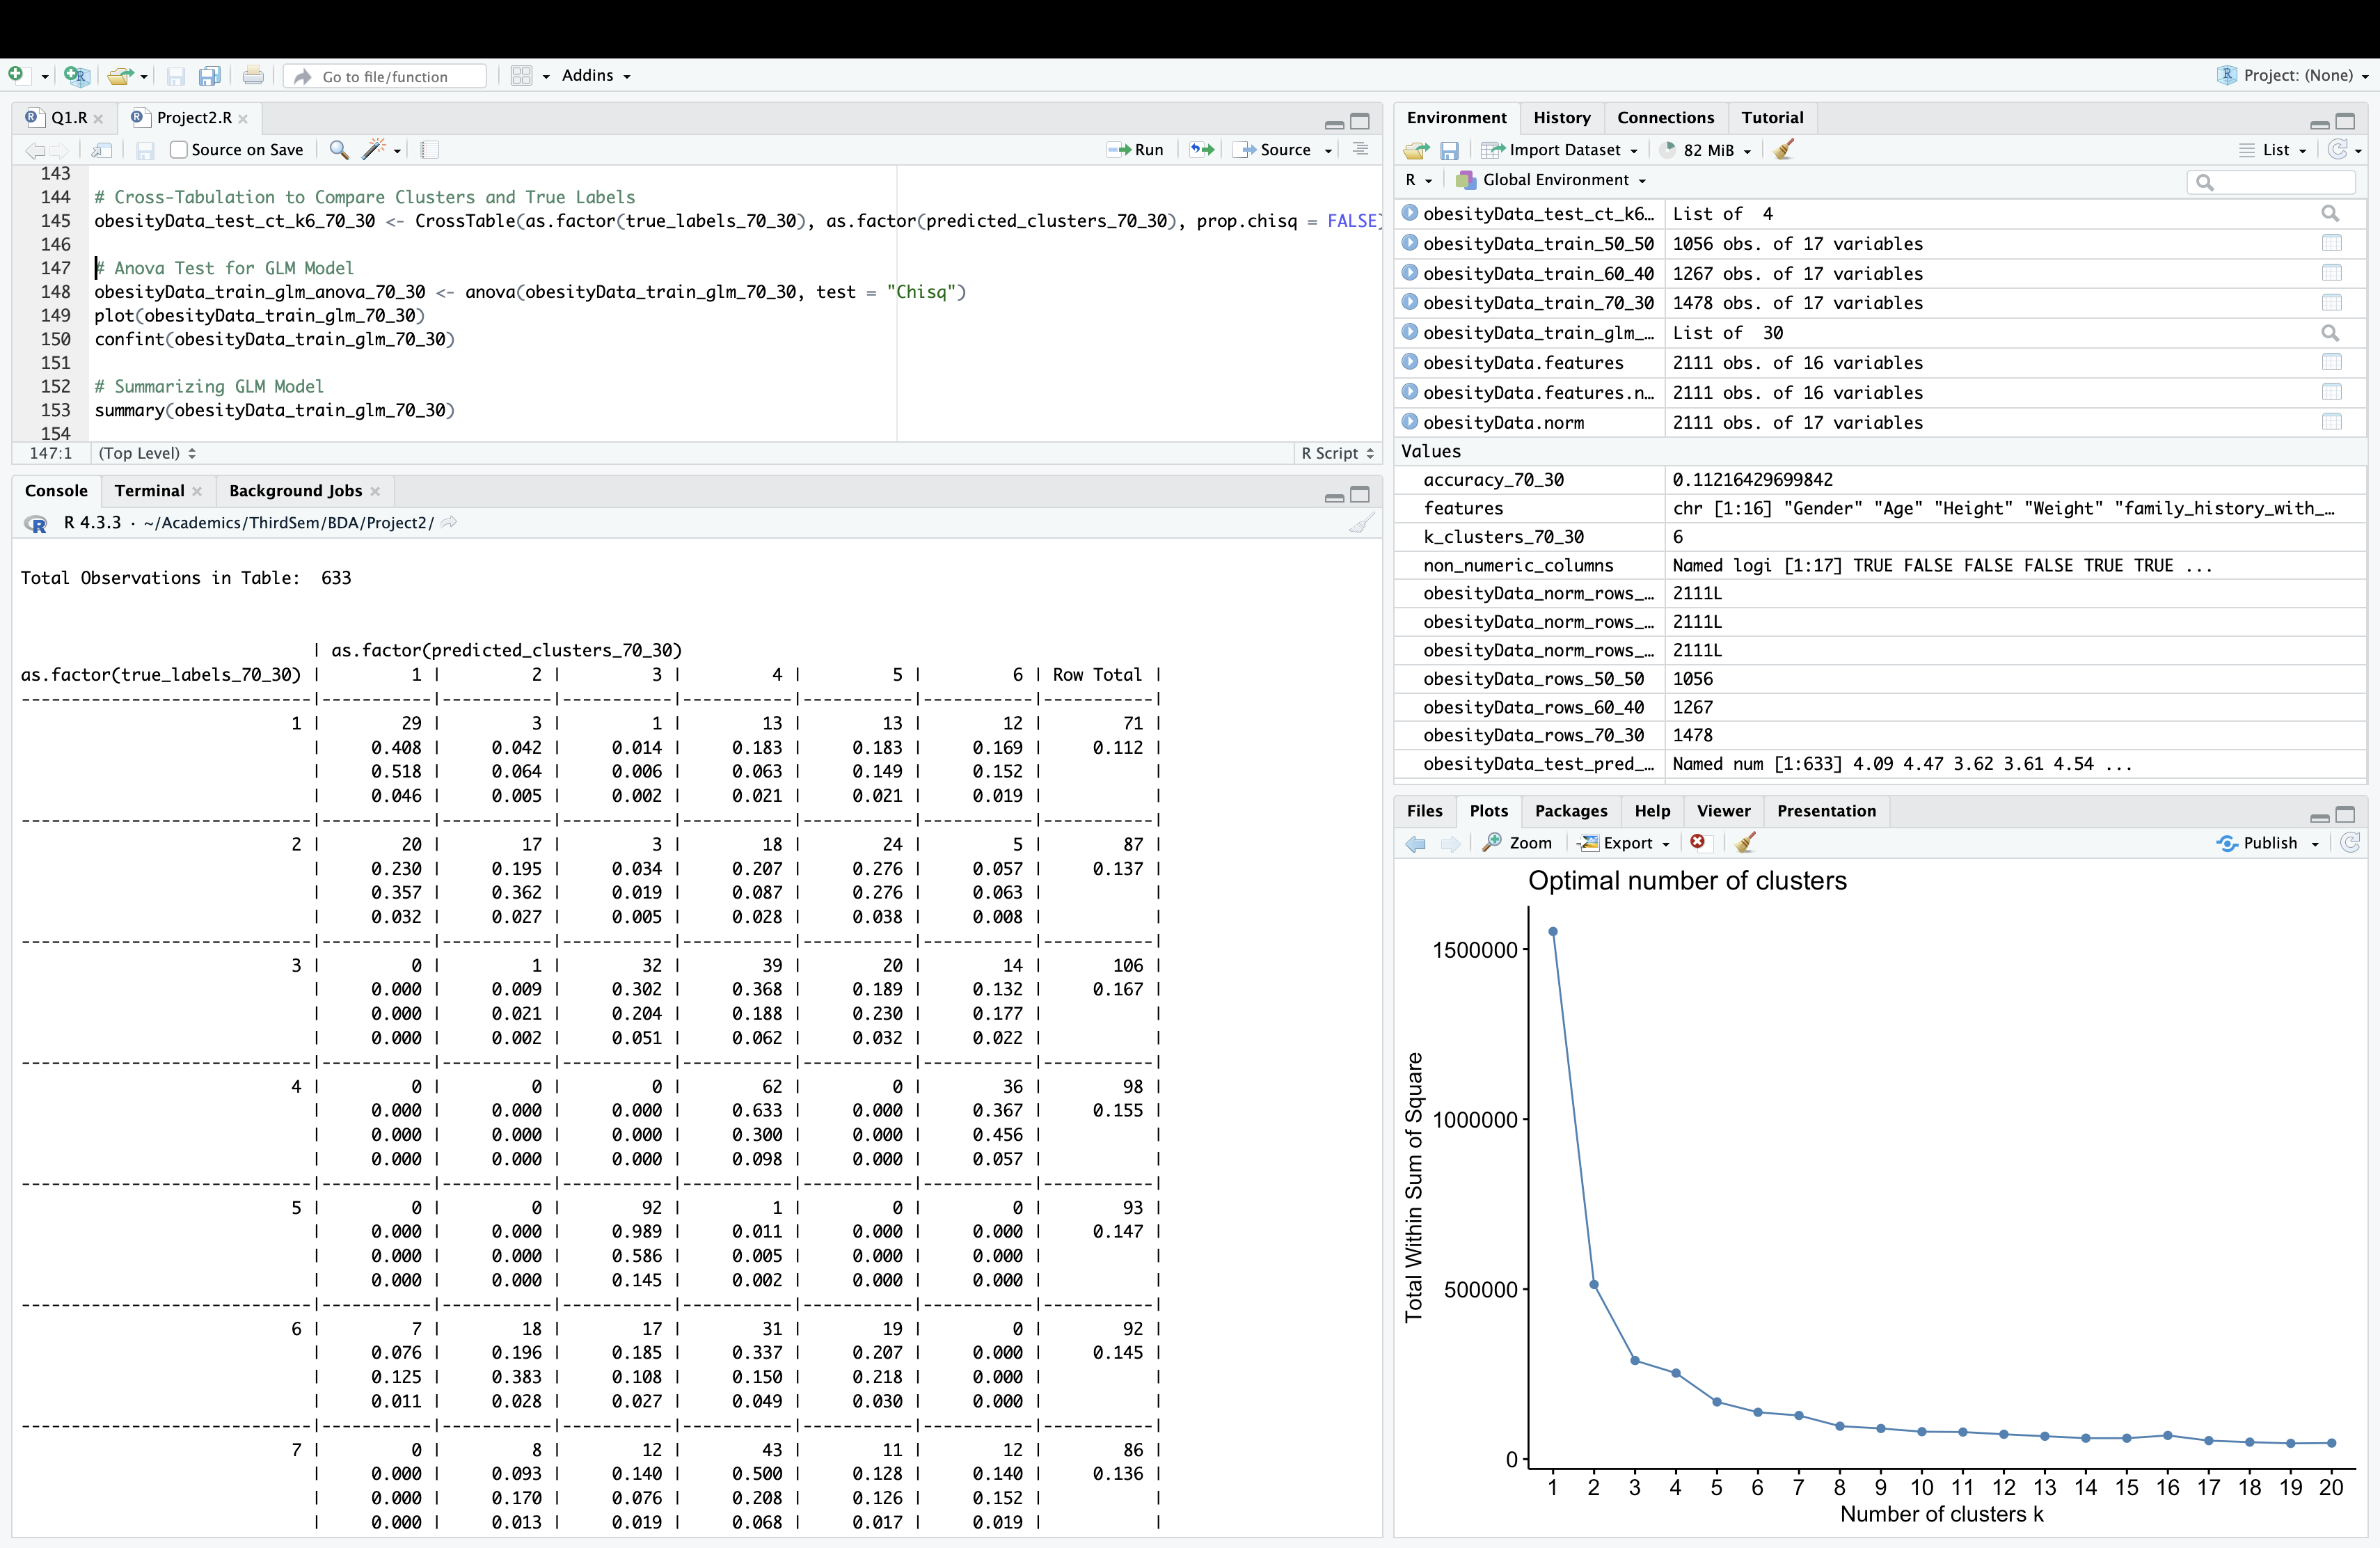 Go to file/function
Addins
Project: (None)
Q1.R
Project2.R
Source on Save
Run
Source
143
144 # Cross-Tabulation to Compare Clusters and True Labels
145 obesityData_test_ct_k6_70_30 <- CrossTable(as.factor(true_labels_70_30), as.factor(predicted_clusters_70_30), prop.chisq = FALSE)
146
147 # Anova Test for GLM Model
148 obesityData_train_glm_anova_70_30 <- anova(obesityData_train_glm_70_30, test = "Chisq")
149 plot(obesityData_train_glm_70_30)
150 confint(obesityData_train_glm_70_30)
151
152 # Summarizing GLM Model
153 summary(obesityData_train_glm_70_30)
154
147:1 (Top Level) R Script
Console Terminal Background Jobs
R 4.3.3 · ~/Academics/ThirdSem/BDA/Project2/
Total Observations in Table:  633
| as.factor(predicted_clusters_70_30)
as.factor(true_labels_70_30) | 1 | 2 | 3 | 4 | 5 | 6 | Row Total |
-----------------------------|-----------|-----------|-----------|-----------|-----------|-----------|-----------|
1 | 29 | 3 | 1 | 13 | 13 | 12 | 71 |
| 0.408 | 0.042 | 0.014 | 0.183 | 0.183 | 0.169 | 0.112 |
| 0.518 | 0.064 | 0.006 | 0.063 | 0.149 | 0.152 | |
| 0.046 | 0.005 | 0.002 | 0.021 | 0.021 | 0.019 | |
-----------------------------|-----------|-----------|-----------|-----------|-----------|-----------|-----------|
2 | 20 | 17 | 3 | 18 | 24 | 5 | 87 |
| 0.230 | 0.195 | 0.034 | 0.207 | 0.276 | 0.057 | 0.137 |
| 0.357 | 0.362 | 0.019 | 0.087 | 0.276 | 0.063 | |
| 0.032 | 0.027 | 0.005 | 0.028 | 0.038 | 0.008 | |
-----------------------------|-----------|-----------|-----------|-----------|-----------|-----------|-----------|
3 | 0 | 1 | 32 | 39 | 20 | 14 | 106 |
| 0.000 | 0.009 | 0.302 | 0.368 | 0.189 | 0.132 | 0.167 |
| 0.000 | 0.021 | 0.204 | 0.188 | 0.230 | 0.177 | |
| 0.000 | 0.002 | 0.051 | 0.062 | 0.032 | 0.022 | |
-----------------------------|-----------|-----------|-----------|-----------|-----------|-----------|-----------|
4 | 0 | 0 | 0 | 62 | 0 | 36 | 98 |
| 0.000 | 0.000 | 0.000 | 0.633 | 0.000 | 0.367 | 0.155 |
| 0.000 | 0.000 | 0.000 | 0.300 | 0.000 | 0.456 | |
| 0.000 | 0.000 | 0.000 | 0.098 | 0.000 | 0.057 | |
-----------------------------|-----------|-----------|-----------|-----------|-----------|-----------|-----------|
5 | 0 | 0 | 92 | 1 | 0 | 0 | 93 |
| 0.000 | 0.000 | 0.989 | 0.011 | 0.000 | 0.000 | 0.147 |
| 0.000 | 0.000 | 0.586 | 0.005 | 0.000 | 0.000 | |
| 0.000 | 0.000 | 0.145 | 0.002 | 0.000 | 0.000 | |
-----------------------------|-----------|-----------|-----------|-----------|-----------|-----------|-----------|
6 | 7 | 18 | 17 | 31 | 19 | 0 | 92 |
| 0.076 | 0.196 | 0.185 | 0.337 | 0.207 | 0.000 | 0.145 |
| 0.125 | 0.383 | 0.108 | 0.150 | 0.218 | 0.000 | |
| 0.011 | 0.028 | 0.027 | 0.049 | 0.030 | 0.000 | |
-----------------------------|-----------|-----------|-----------|-----------|-----------|-----------|-----------|
7 | 0 | 8 | 12 | 43 | 11 | 12 | 86 |
| 0.000 | 0.093 | 0.140 | 0.500 | 0.128 | 0.140 | 0.136 |
| 0.000 | 0.170 | 0.076 | 0.208 | 0.126 | 0.152 | |
| 0.000 | 0.013 | 0.019 | 0.068 | 0.017 | 0.019 | |
Environment History Connections Tutorial
Import Dataset 82 MiB List
R Global Environment
obesityData_test_ct_k6… List of  4
obesityData_train_50_50 1056 obs. of 17 variables
obesityData_train_60_40 1267 obs. of 17 variables
obesityData_train_70_30 1478 obs. of 17 variables
obesityData_train_glm_… List of  30
obesityData.features 2111 obs. of 16 variables
obesityData.features.n… 2111 obs. of 16 variables
obesityData.norm 2111 obs. of 17 variables
Values
accuracy_70_30 0.11216429699842
features chr [1:16] "Gender" "Age" "Height" "Weight" "family_history_with_…
k_clusters_70_30 6
non_numeric_columns Named logi [1:17] TRUE FALSE FALSE FALSE TRUE TRUE ...
obesityData_norm_rows_… 2111L
obesityData_norm_rows_… 2111L
obesityData_norm_rows_… 2111L
obesityData_rows_50_50 1056
obesityData_rows_60_40 1267
obesityData_rows_70_30 1478
obesityData_test_pred_… Named num [1:633] 4.09 4.47 3.62 3.61 4.54 ...
Files Plots Packages Help Viewer Presentation
Zoom Export Publish
Optimal number of clusters
Total Within Sum of Square
1500000
1000000
500000
0
1 2 3 4 5 6 7 8 9 10 11 12 13 14 15 16 17 18 19 20
Number of clusters k